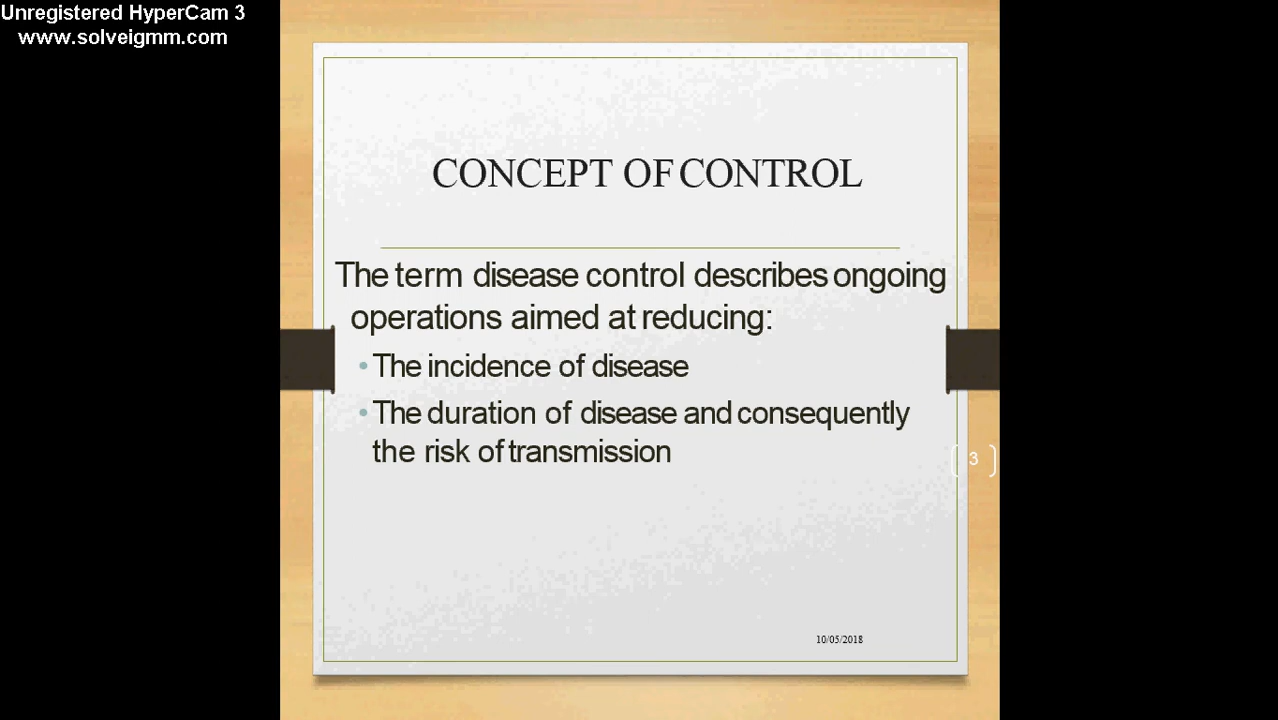 Unregistered HyperCam 3
www.solveigmm.com
CONCEPT OF CONTROL
The term disease control describes ongoing
operations aimed at reducing:
• The incidence of disease
• The duration of disease and consequently
the risk of transmission
3
10/05/2018